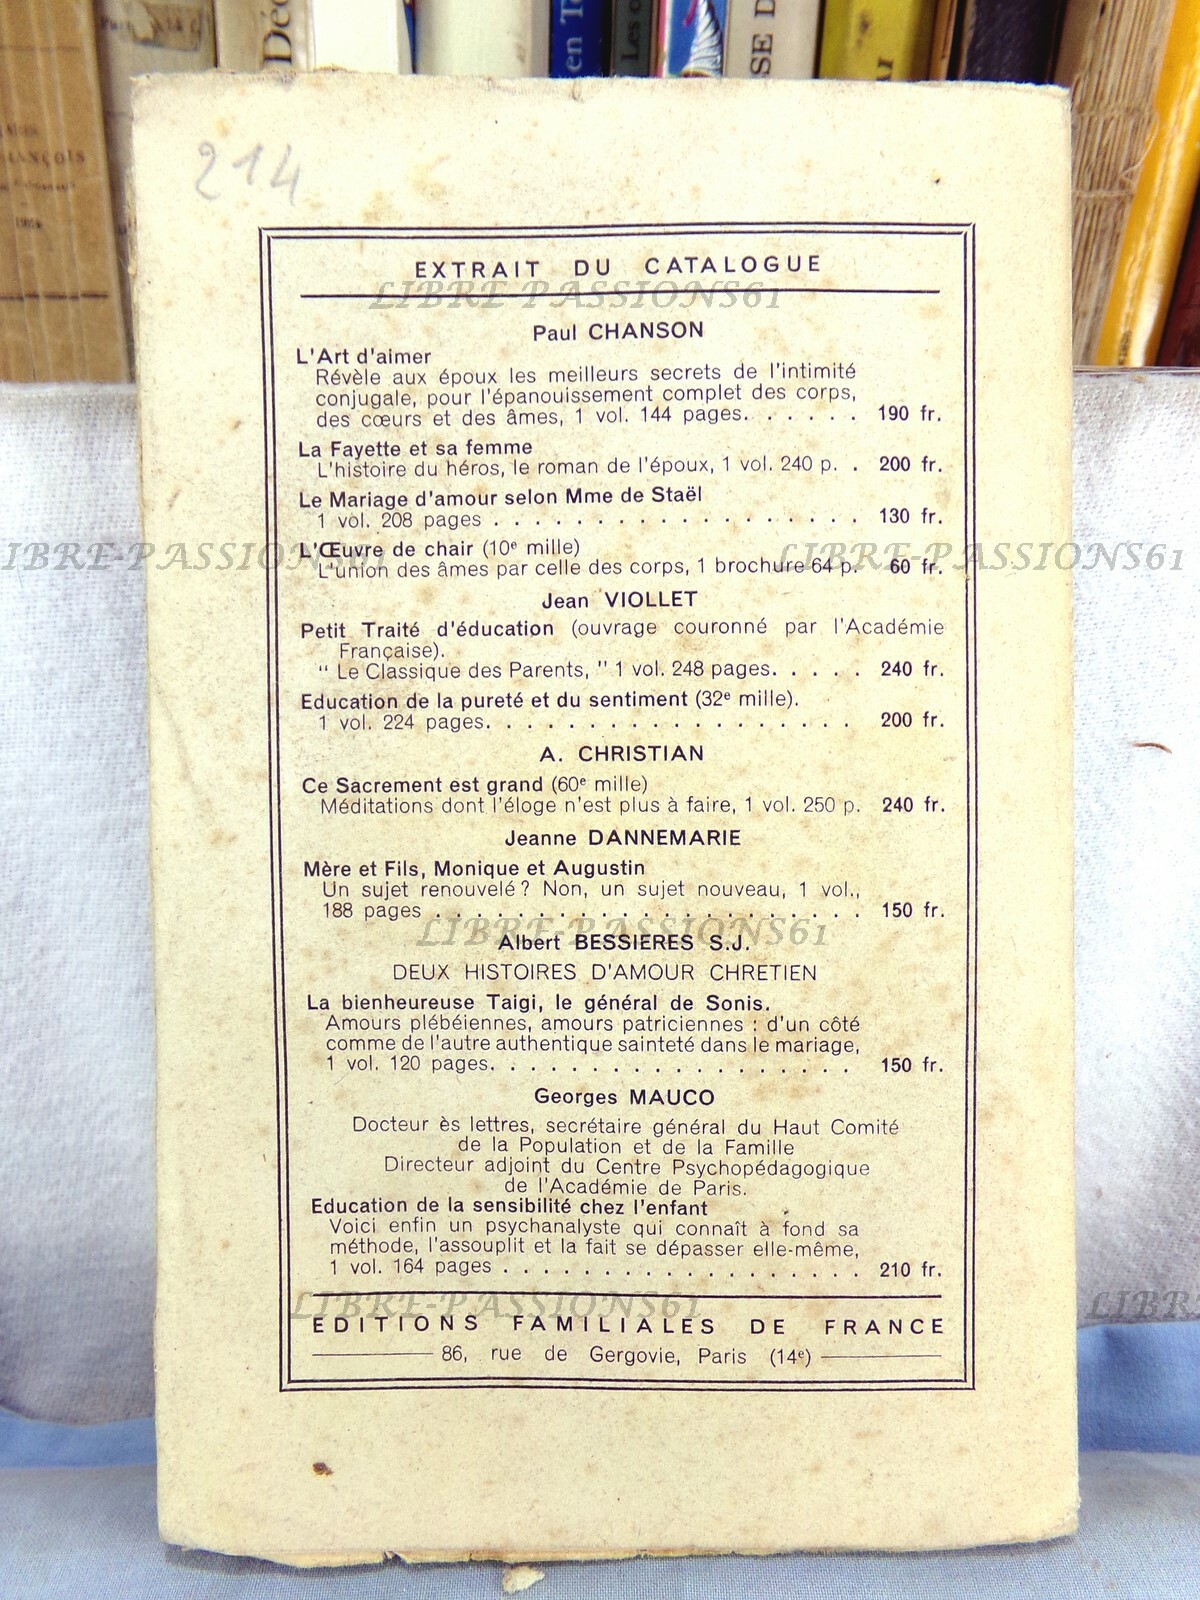 214
EXTRAIT DU CATALOGUE
LIBRE-PASSIONS61
Paul CHANSON
L'Art d'aimer
Révèle aux époux les meilleurs secrets de l'intimité
conjugale, pour l'épanouissement complet des corps,
des cœurs et des âmes, 1 vol. 144 pages. . . . . . 190 fr.
La Fayette et sa femme
L'histoire du héros, le roman de l'époux, 1 vol. 240 p. . 200 fr.
Le Mariage d'amour selon Mme de Staël
1 vol. 208 pages . . . . . . . . . . . . . . . . . . 130 fr.
L'Œuvre de chair (10e mille)
IBRE-PASSIONS61 LIBRE-PASSIONS61
L'union des âmes par celle des corps, 1 brochure 64 p. 60 fr.
Jean VIOLLET
Petit Traité d'éducation (ouvrage couronné par l'Académie
Française).
“ Le Classique des Parents, ” 1 vol. 248 pages. . . . . 240 fr.
Education de la pureté et du sentiment (32e mille).
1 vol. 224 pages. . . . . . . . . . . . . . . . . . 200 fr.
A. CHRISTIAN
Ce Sacrement est grand (60e mille)
Méditations dont l'éloge n'est plus à faire, 1 vol. 250 p. 240 fr.
Jeanne DANNEMARIE
Mère et Fils, Monique et Augustin
Un sujet renouvelé ? Non, un sujet nouveau, 1 vol.,
188 pages . . . . . . . . . . . . . . . . . . . . . 150 fr.
LIBRE-PASSIONS61
Albert BESSIERES S.J.
DEUX HISTOIRES D'AMOUR CHRETIEN
La bienheureuse Taigi, le général de Sonis.
Amours plébéiennes, amours patriciennes : d'un côté
comme de l'autre authentique sainteté dans le mariage,
1 vol. 120 pages. . . . . . . . . . . . . . . . . . 150 fr.
Georges MAUCO
Docteur ès lettres, secrétaire général du Haut Comité
de la Population et de la Famille
Directeur adjoint du Centre Psychopédagogique
de l'Académie de Paris.
Education de la sensibilité chez l'enfant
Voici enfin un psychanalyste qui connaît à fond sa
méthode, l'assouplit et la fait se dépasser elle-même,
1 vol. 164 pages . . . . . . . . . . . . . . . . . . 210 fr.
LIBRE-PASSIONS61 LIBR
EDITIONS FAMILIALES DE FRANCE
86, rue de Gergovie, Paris (14e)